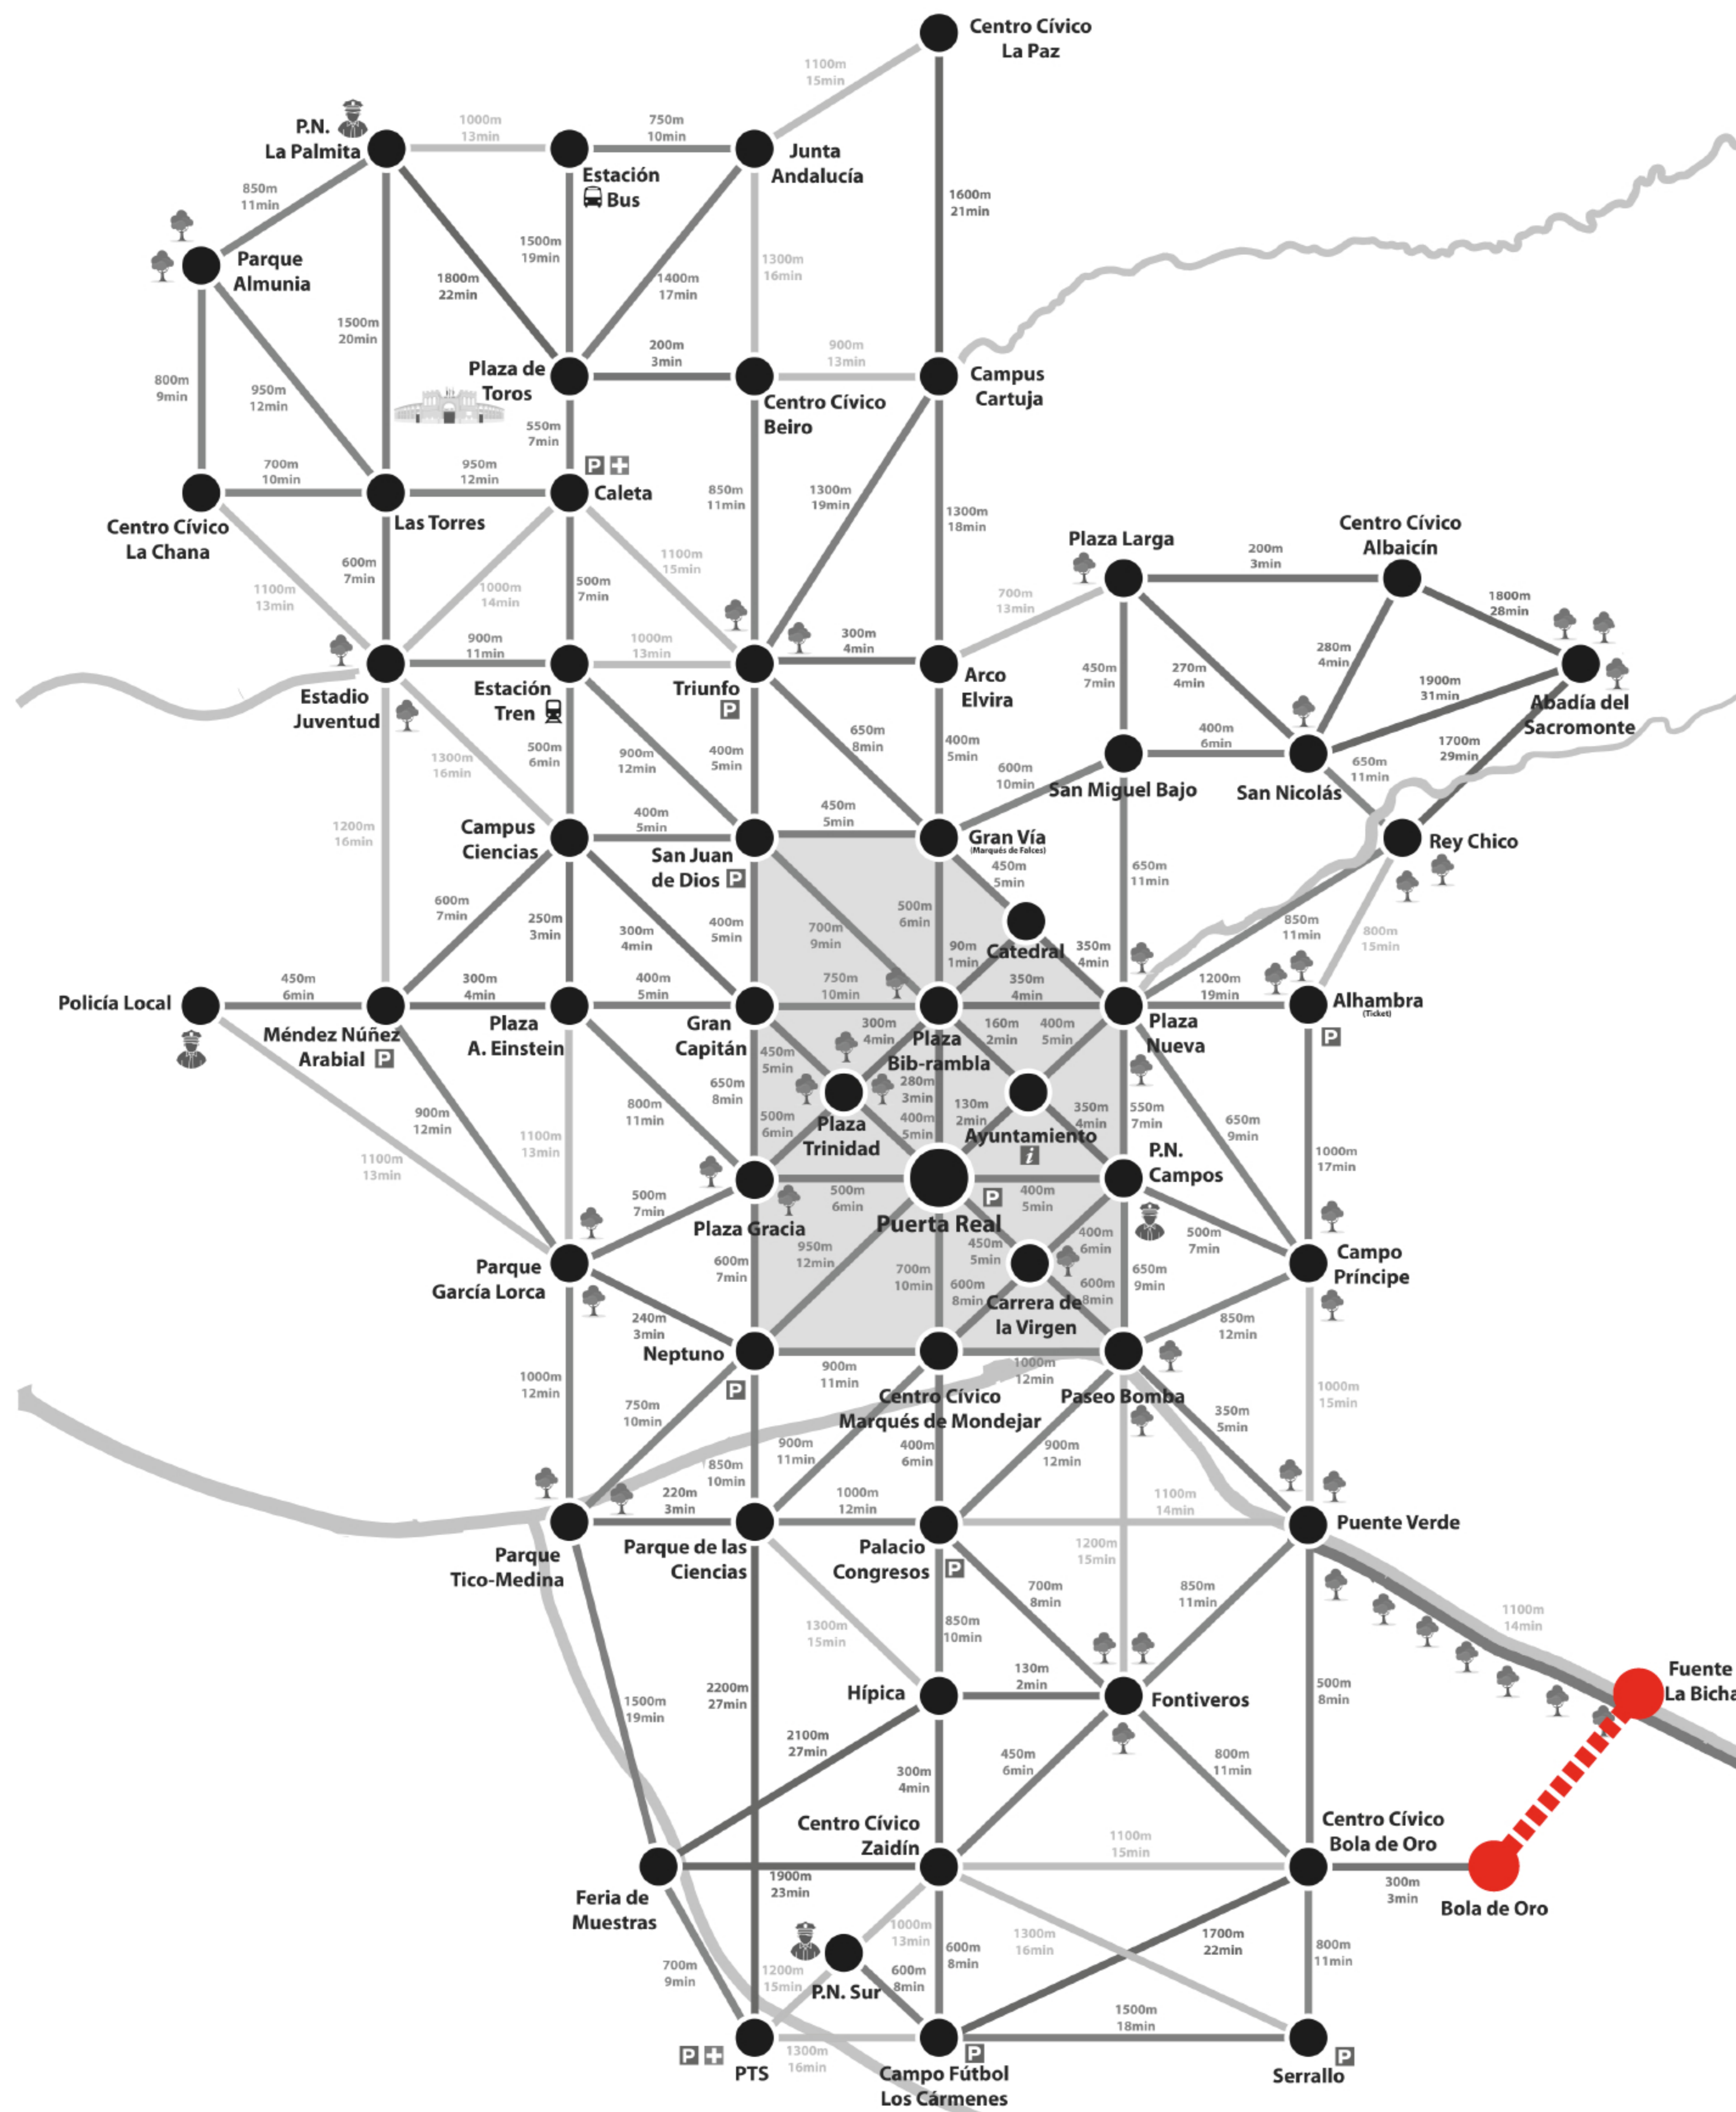 Centro Cívico
La Paz
1100m
15min
P.N.
La Palmita
1000m
13min
750m
10min
Junta
Andalucía
Estación
Bus
850m
11min
1600m
21min
Parque
Almunia
1500m
19min
1800m
22min
1400m
17min
1300m
16min
1500m
20min
800m
9min
950m
12min
Plaza de
Toros
200m
3min
900m
13min
Campus
Cartuja
Centro Cívico
Beiro
550m
7min
700m
10min
950m
12min
P
Caleta
850m
11min
1300m
19min
1300m
18min
Centro Cívico
La Chana
Las Torres
Plaza Larga
Centro Cívico
Albaicín
200m
3min
600m
7min
1100m
13min
1000m
14min
500m
7min
1100m
15min
700m
13min
1800m
28min
900m
11min
1000m
13min
300m
4min
280m
4min
450m
7min
270m
4min
1900m
31min
Estadio
Juventud
Estación
Tren
Triunfo
P
Arco
Elvira
Abadía del
Sacromonte
1300m
16min
500m
6min
900m
12min
400m
5min
650m
8min
400m
5min
600m
10min
400m
6min
1700m
29min
650m
11min
San Miguel Bajo
San Nicolás
1200m
16min
Campus
Ciencias
400m
5min
450m
5min
San Juan
de Dios P
Gran Vía
(Marqués de Falces)
Rey Chico
450m
5min
650m
11min
600m
7min
250m
3min
300m
4min
400m
5min
700m
9min
500m
6min
90m
1min
Catedral
350m
4min
850m
11min
800m
15min
Policía Local
450m
6min
300m
4min
400m
5min
750m
10min
350m
4min
1200m
19min
Alhambra
(Ticket)
P
Méndez Núñez
Arabial P
Plaza
A. Einstein
Gran
Capitán
300m
4min
Plaza
Bib-rambla
160m
2min
400m
5min
Plaza
Nueva
450m
5min
900m
12min
1100m
13min
1100m
13min
800m
11min
650m
8min
500m
6min
Plaza
Trinidad
280m
3min
400m
5min
130m
2min
Ayuntamiento
i
350m
4min
550m
7min
650m
9min
1000m
17min
P.N.
Campos
500m
7min
Plaza Gracia
500m
6min
Puerta Real
P
400m
5min
Parque
García Lorca
600m
7min
950m
12min
700m
10min
450m
5min
400m
6min
500m
7min
650m
9min
Campo
Príncipe
600m
8min
Carrera de
la Virgen
600m
8min
240m
3min
Neptuno
P
900m
11min
1000m
12min
850m
12min
1000m
12min
Centro Cívico
Marqués de Mondejar
Paseo Bomba
1000m
15min
750m
10min
850m
10min
900m
11min
400m
6min
900m
12min
350m
5min
220m
3min
1000m
12min
1100m
14min
Puente Verde
Parque
Tico-Medina
Parque de las
Ciencias
Palacio
Congresos
P
1200m
15min
1300m
15min
850m
10min
700m
8min
850m
11min
1100m
14min
Hípica
130m
2min
Fontiveros
500m
8min
Fuente
La Bicha
1500m
19min
2200m
27min
2100m
27min
300m
4min
450m
6min
800m
11min
Centro Cívico
Zaidín
1100m
15min
Centro Cívico
Bola de Oro
300m
3min
Bola de Oro
1900m
23min
Feria de
Muestras
1000m
13min
600m
8min
1300m
16min
1700m
22min
800m
11min
700m
9min
1200m
15min
P.N. Sur
600m
8min
1500m
18min
P
PTS
1300m
16min
P
Campo Fútbol
Los Cármenes
Serrallo
P